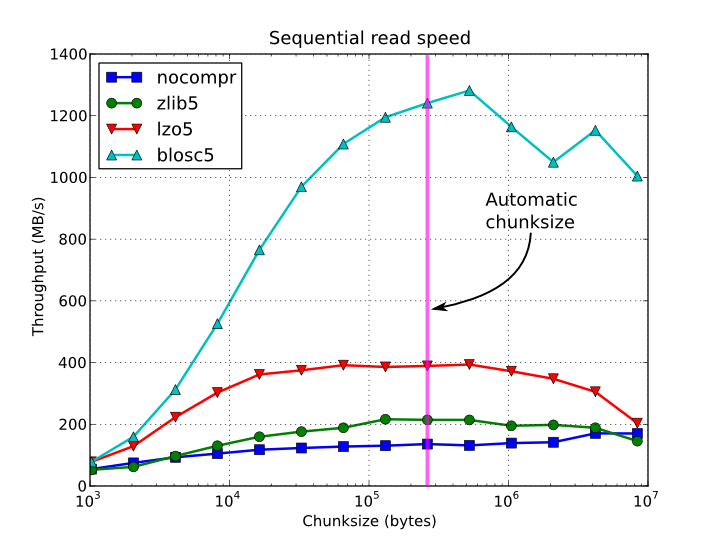 Sequential read speed
1400
1200
1000
800
600
400
200
0
Throughput (MB/s)
nocompr
zlib5
lzo5
blosc5
Automatic
chunksize
10³ 10⁴ 10⁵ 10⁶ 10⁷
Chunksize (bytes)